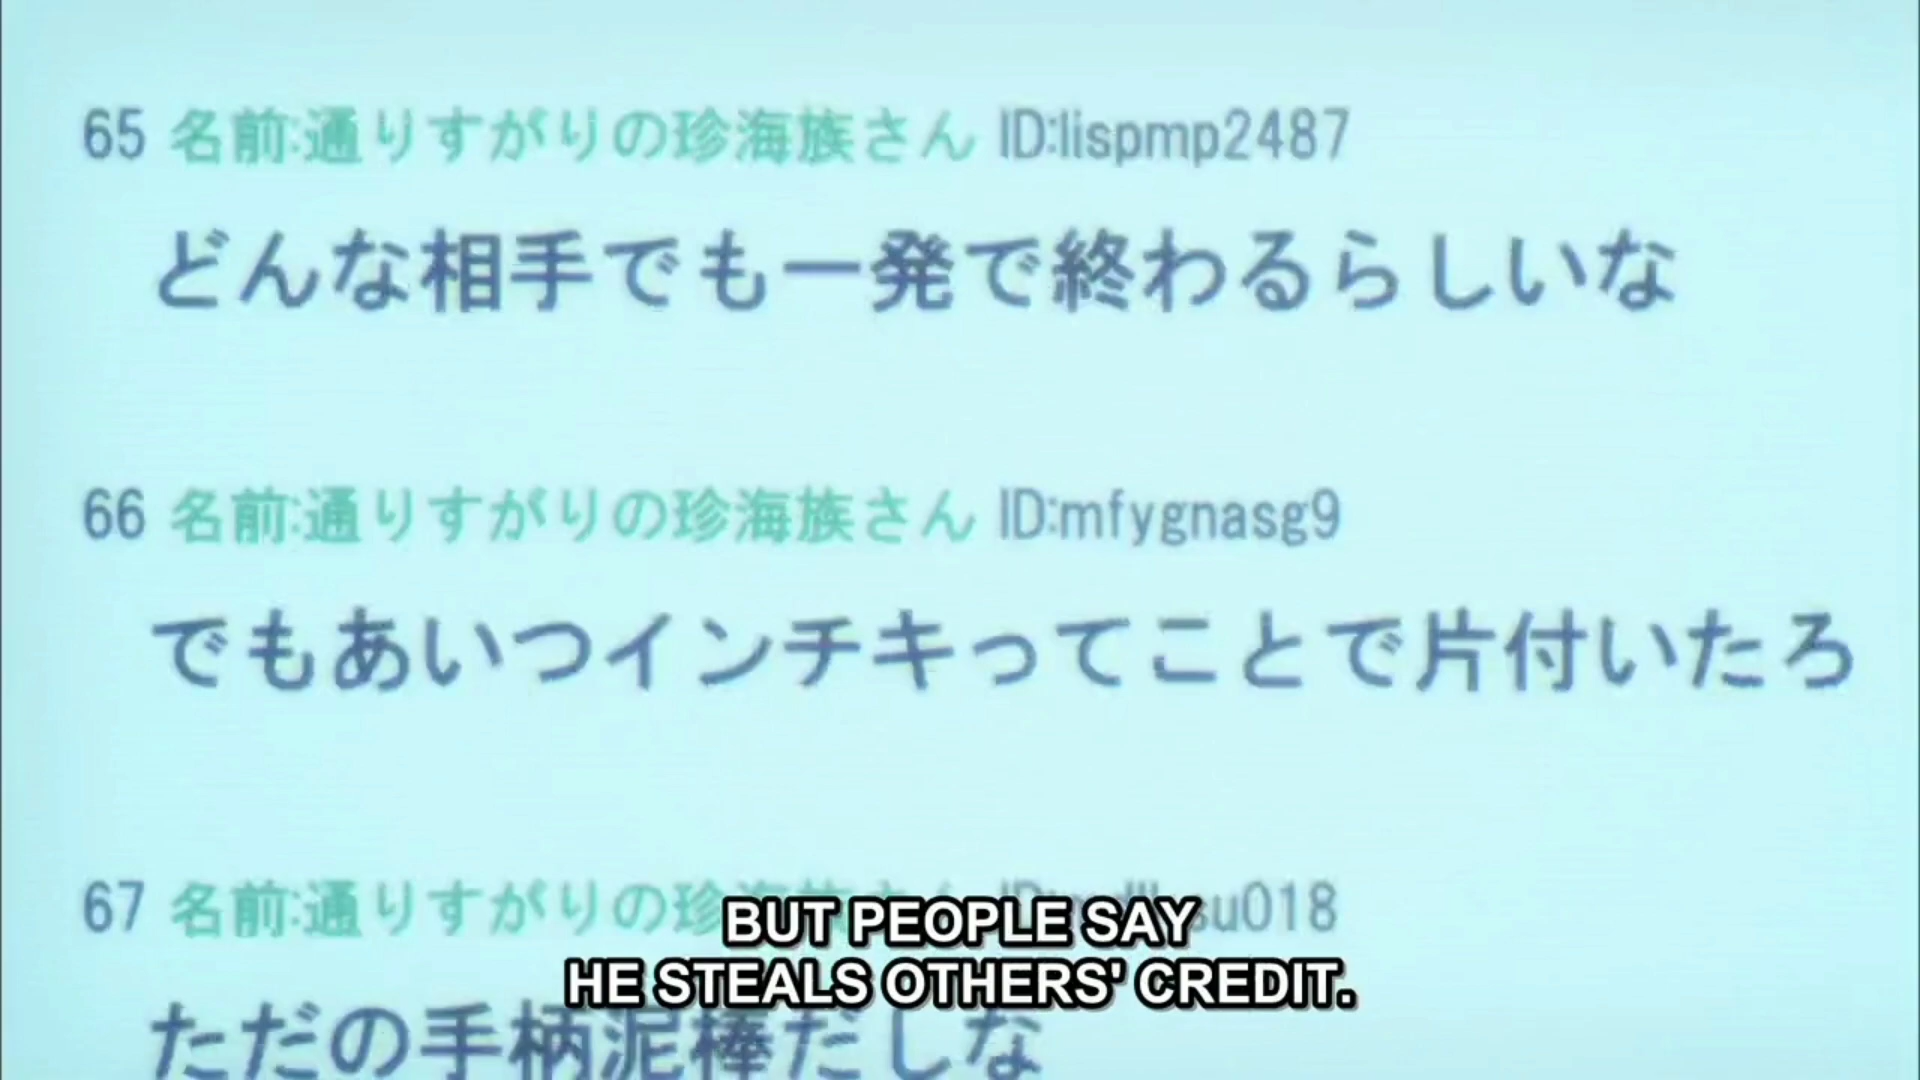 65 名前:通りすがりの珍海族さん ID:lispmp2487
どんな相手でも一発で終わるらしいな
66 名前:通りすがりの珍海族さん ID:mfygnasg9
でもあいつインチキってことで片付いたろ
67 名前:通りすがりの珍
BUT PEOPLE SAY
HE STEALS OTHERS' CREDIT.
ただの手柄泥棒だしな